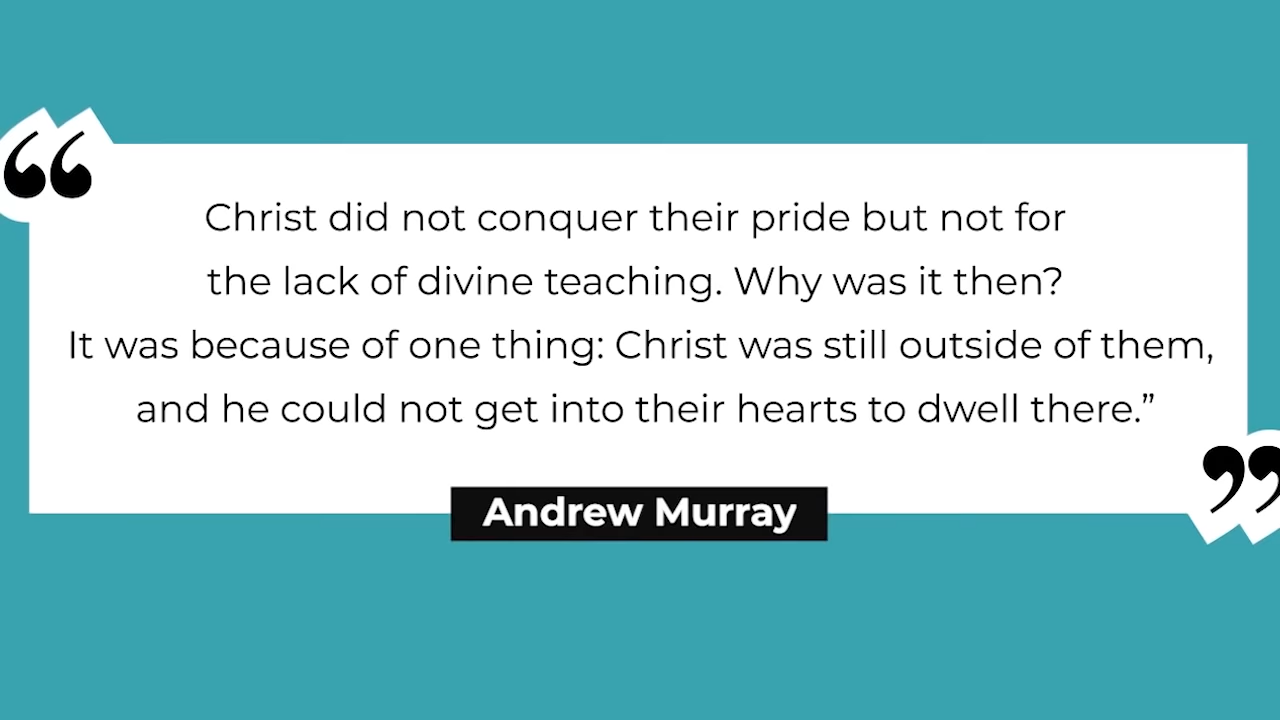 “
Christ did not conquer their pride but not for
the lack of divine teaching. Why was it then?
It was because of one thing: Christ was still outside of them,
and he could not get into their hearts to dwell there.”
”
Andrew Murray